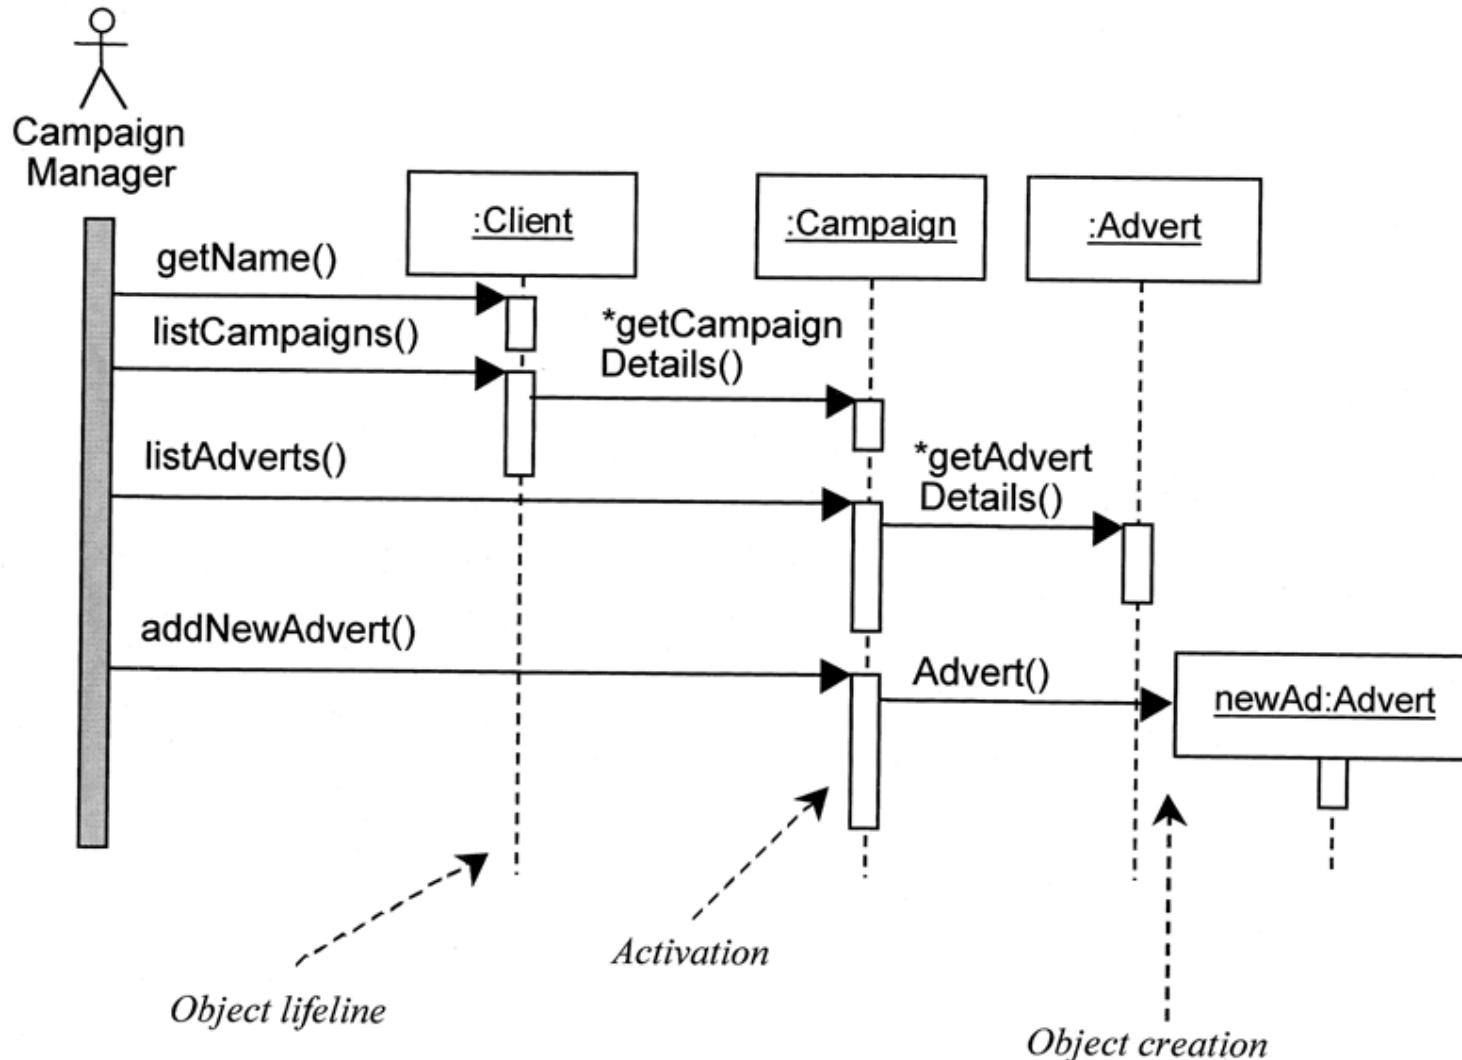 Campaign
Manager
:Client
:Campaign
:Advert
getName()
listCampaigns()
*getCampaign
Details()
listAdverts()
*getAdvert
Details()
addNewAdvert()
Advert()
newAd:Advert
Activation
Object lifeline
Object creation